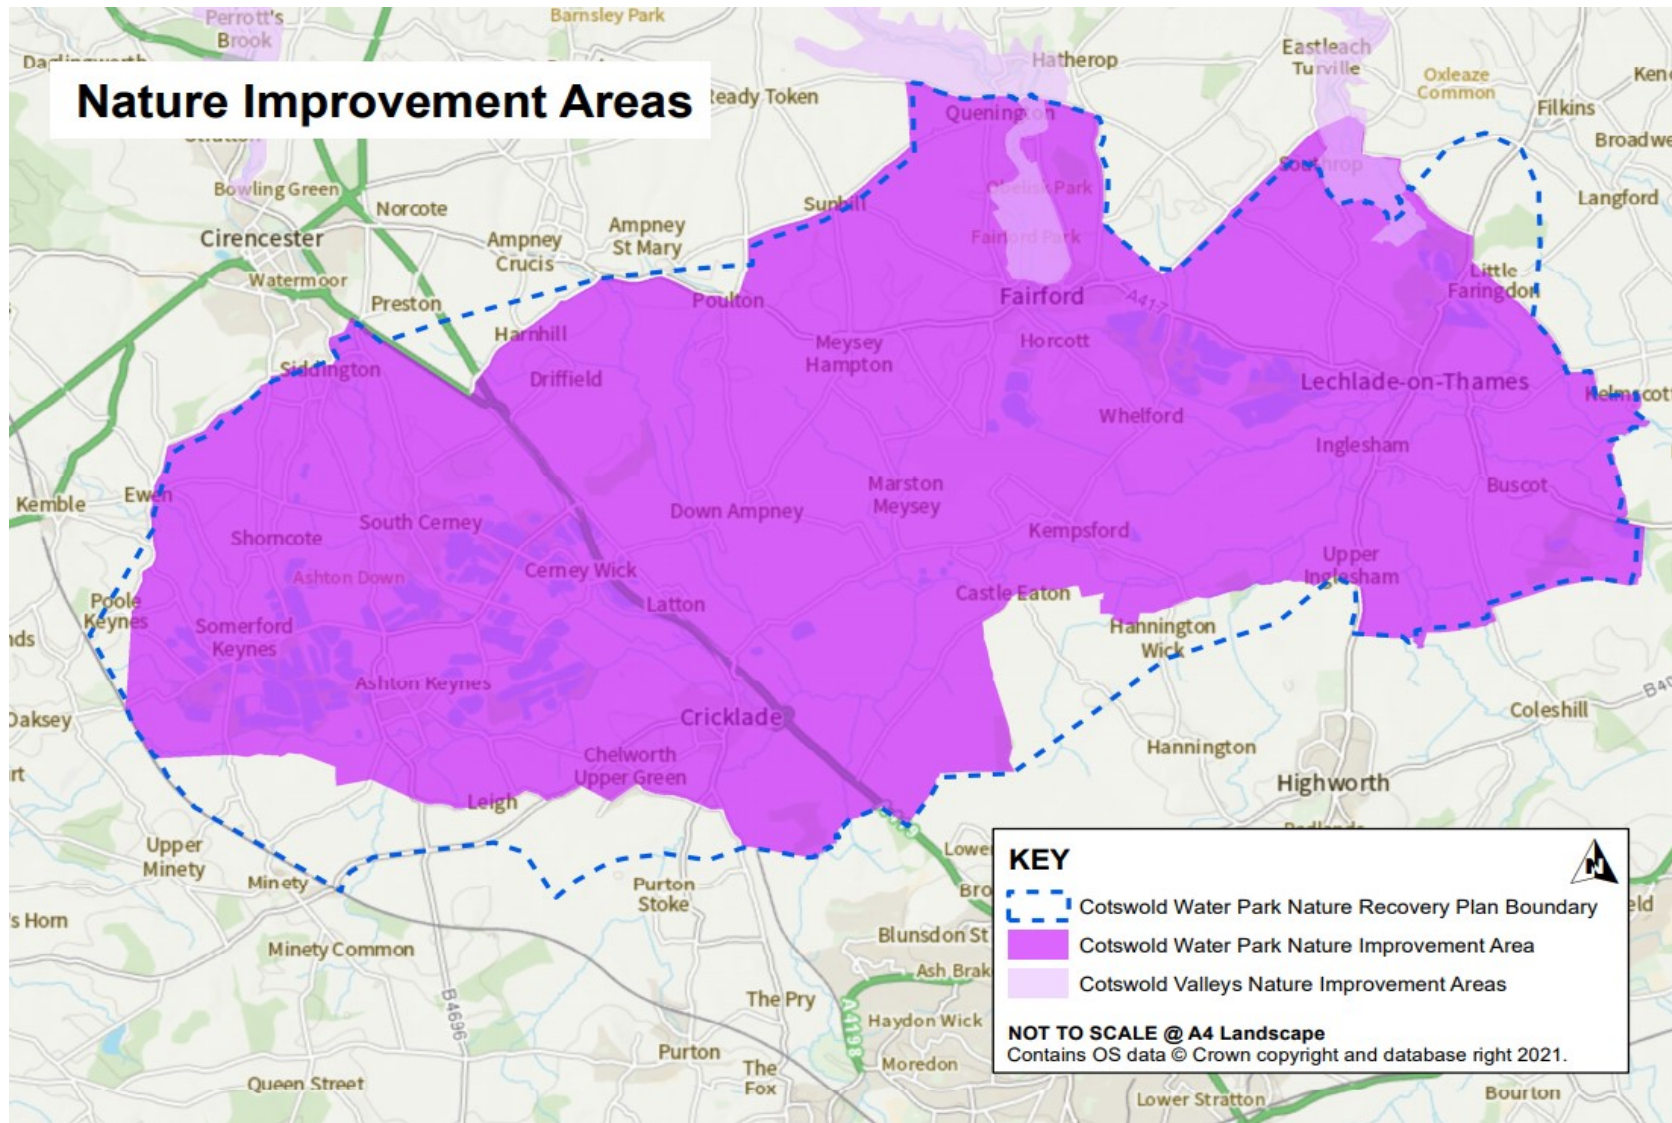 Perrott's
Brook
Barnsley Park
Hatherop
Eastleach
Turville
Oxleaze
Common
Filkins
Nature Improvement Areas
Ready Token
Quenington
Southrop
Langford
Bowling Green
Norcote
Obelisk Park
Sunhill
Ampney
St Mary
Cirencester
Ampney
Crucis
Fairford Park
Watermoor
Preston
Poulton
Fairford
A417
Little
Faringdon
Harnhill
Meysey
Hampton
Horcott
Siddington
Driffield
Lechlade-on-Thames
Kelmscott
Whelford
Inglesham
Kemble
Ewen
Marston
Meysey
Buscot
South Cerney
Down Ampney
Shorncote
Kempsford
Ashton Down
Cerney Wick
Upper
Inglesham
Castle Eaton
Poole
Keynes
Latton
Somerford
Keynes
Hannington
Wick
Ashton Keynes
Oaksey
Cricklade
Coleshill
Hannington
Chelworth
Upper Green
Highworth
Leigh
Upper
Minety
Minety
Purton
Stoke
's Horn
Minety Common
Blunsdon St
B4696
The Pry
A4198
Haydon Wick
Purton
The
Fox
Moredon
Queen Street
Lower Stratton
Bourton
KEY
N
Cotswold Water Park Nature Recovery Plan Boundary
Cotswold Water Park Nature Improvement Area
Cotswold Valleys Nature Improvement Areas
NOT TO SCALE @ A4 Landscape
Contains OS data © Crown copyright and database right 2021.